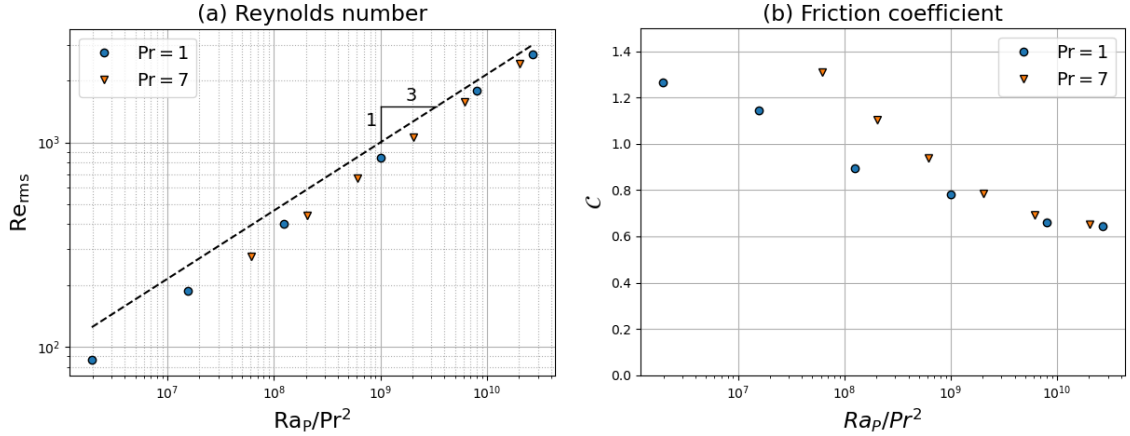 (a) Reynolds number
Pr = 1
Pr = 7
3
1
10³
10²
Re_rms
10⁷ 10⁸ 10⁹ 10¹⁰
Ra_P/Pr²
(b) Friction coefficient
Pr = 1
Pr = 7
1.4
1.2
1.0
0.8
0.6
0.4
0.2
0.0
𝒞
10⁷ 10⁸ 10⁹ 10¹⁰
Ra_P/Pr²